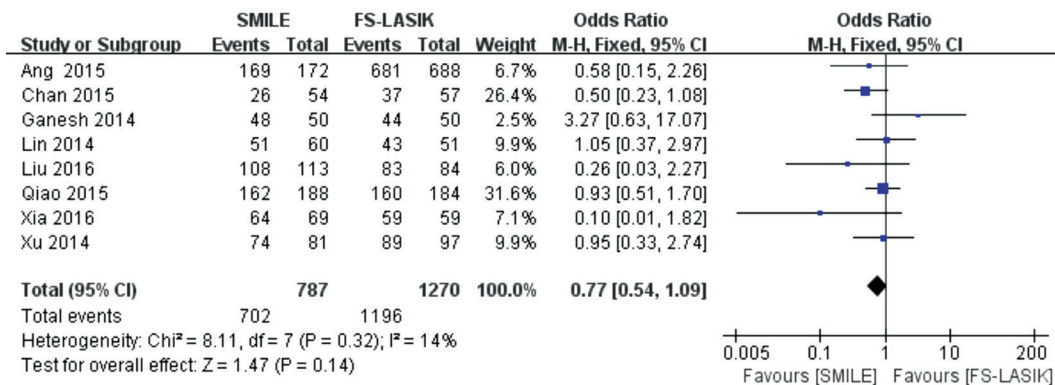 SMILE FS-LASIK Odds Ratio Odds Ratio
Study or Subgroup Events Total Events Total Weight M-H, Fixed, 95% CI M-H, Fixed, 95% CI
Ang 2015 169 172 681 688 6.7% 0.58 [0.15, 2.26]
Chan 2015 26 54 37 57 26.4% 0.50 [0.23, 1.08]
Ganesh 2014 48 50 44 50 2.5% 3.27 [0.63, 17.07]
Lin 2014 51 60 43 51 9.9% 1.05 [0.37, 2.97]
Liu 2016 108 113 83 84 6.0% 0.26 [0.03, 2.27]
Qiao 2015 162 188 160 184 31.6% 0.93 [0.51, 1.70]
Xia 2016 64 69 59 59 7.1% 0.10 [0.01, 1.82]
Xu 2014 74 81 89 97 9.9% 0.95 [0.33, 2.74]
Total (95% CI) 787 1270 100.0% 0.77 [0.54, 1.09]
Total events 702 1196
Heterogeneity: Chi² = 8.11, df = 7 (P = 0.32); I² = 14%
Test for overall effect: Z = 1.47 (P = 0.14)
0.005 0.1 1 10 200
Favours [SMILE] Favours [FS-LASIK]